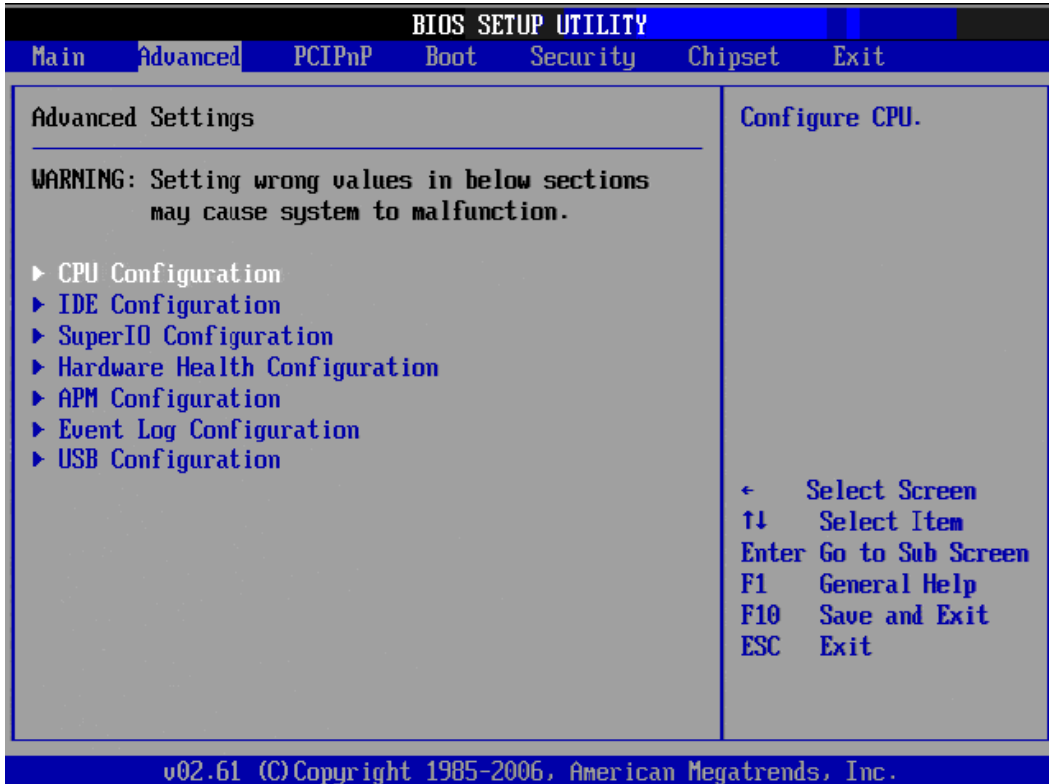 BIOS SETUP UTILITY
Main Advanced PCIPnP Boot Security Chipset Exit
Advanced Settings
WARNING: Setting wrong values in below sections
may cause system to malfunction.
▶ CPU Configuration
▶ IDE Configuration
▶ SuperIO Configuration
▶ Hardware Health Configuration
▶ APM Configuration
▶ Event Log Configuration
▶ USB Configuration
Configure CPU.
← Select Screen
↑↓ Select Item
Enter Go to Sub Screen
F1 General Help
F10 Save and Exit
ESC Exit
v02.61 (C)Copyright 1985-2006, American Megatrends, Inc.